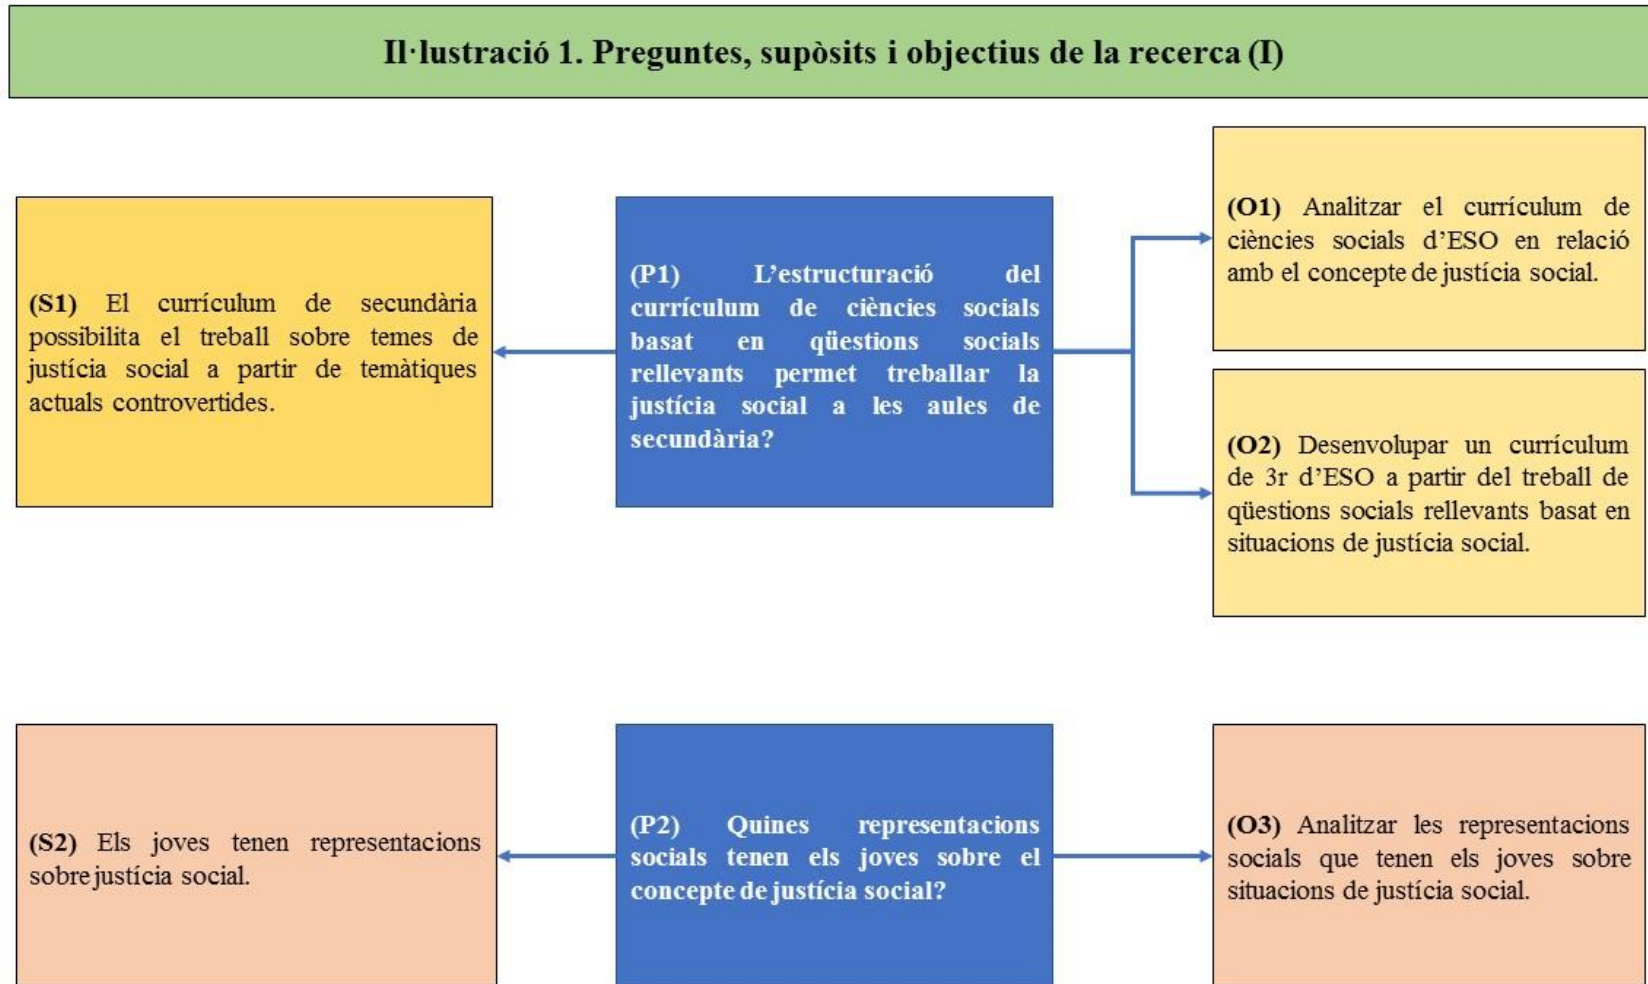 Il·lustració 1. Preguntes, supòsits i objectius de la recerca (I)
(S1) El currículum de secundària
possibilita el treball sobre temes de
justícia social a partir de temàtiques
actuals controvertides.
(P1) L’estructuració del
currículum de ciències socials
basat en qüestions socials
rellevants permet treballar la
justícia social a les aules de
secundària?
(O1) Analitzar el currículum de
ciències socials d’ESO en relació
amb el concepte de justícia social.
(O2) Desenvolupar un currículum
de 3r d’ESO a partir del treball de
qüestions socials rellevants basat en
situacions de justícia social.
(S2) Els joves tenen representacions
sobre justícia social.
(P2) Quines representacions
socials tenen els joves sobre el
concepte de justícia social?
(O3) Analitzar les representacions
socials que tenen els joves sobre
situacions de justícia social.